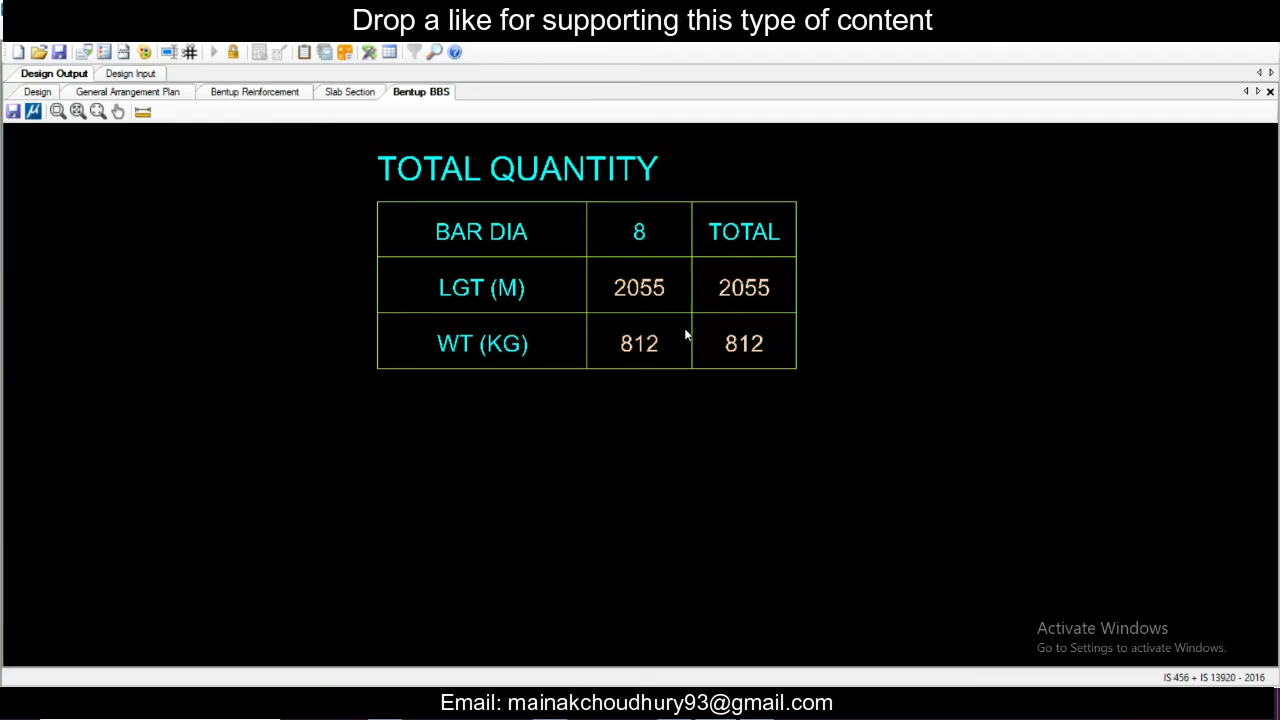 Drop a like for supporting this type of content
Design Output Design Input
Design General Arrangement Plan Bentup Reinforcement Slab Section Bentup BBS
TOTAL QUANTITY
BAR DIA 8 TOTAL
LGT (M) 2055 2055
WT (KG) 812 812
Activate Windows
Go to Settings to activate Windows.
IS 456 + IS 13920 - 2016
Email: mainakchoudhury93@gmail.com